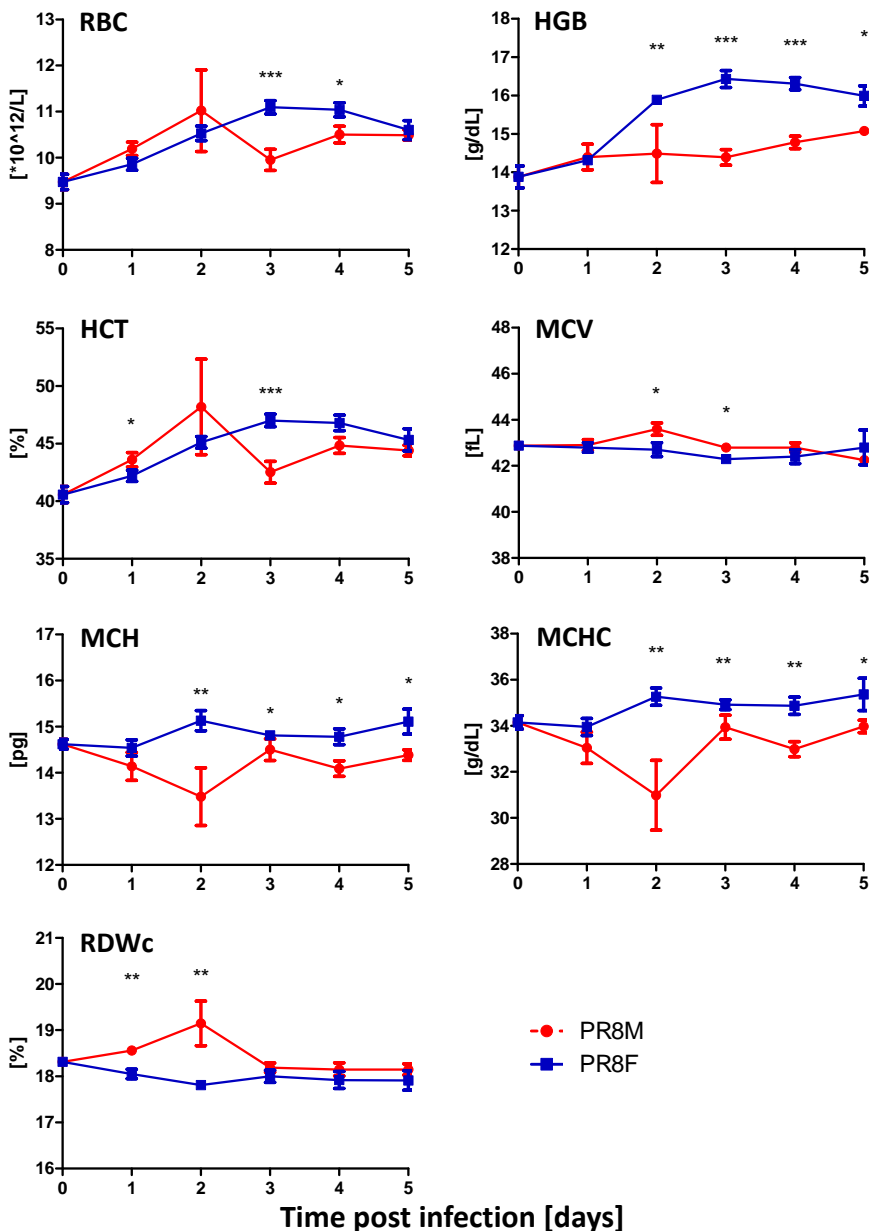 RBC
[*10^12/L]
13
12
11
10
9
8
*** *
0 1 2 3 4 5
HGB
[g/dL]
18
17
16
15
14
13
12
** *** *** *
0 1 2 3 4 5
HCT
[%]
55
50
45
40
35
* ***
0 1 2 3 4 5
MCV
[fL]
48
46
44
42
40
38
* *
0 1 2 3 4 5
MCH
[pg]
17
16
15
14
13
12
** * * *
0 1 2 3 4 5
MCHC
[g/dL]
38
36
34
32
30
28
** ** ** *
0 1 2 3 4 5
RDWc
[%]
21
20
19
18
17
16
** **
0 1 2 3 4 5
PR8M
PR8F
Time post infection [days]